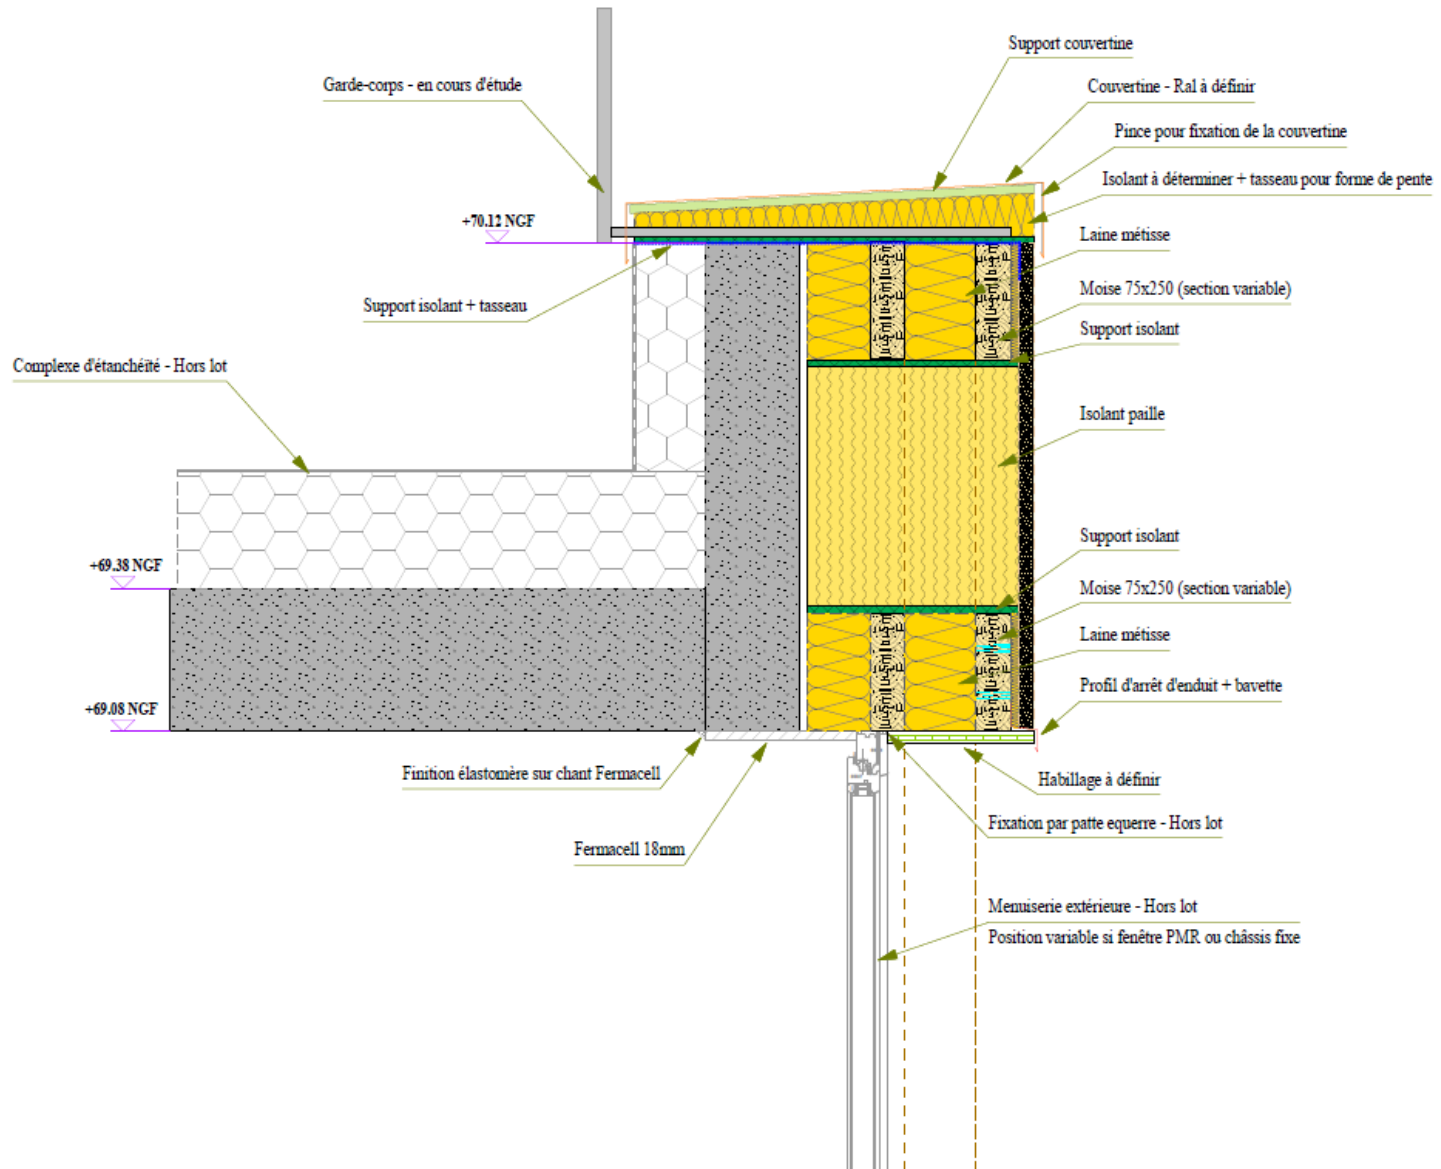 Support couvertine
Garde-corps - en cours d'étude
Couvertine - Ral à définir
Pince pour fixation de la couvertine
Isolant à déterminer + tasseau pour forme de pente
+70.12 NGF
Laine métisse
Moise 75x250 (section variable)
Support isolant + tasseau
Support isolant
Complexe d'étanchéité - Hors lot
Isolant paille
Support isolant
+69.38 NGF
Moise 75x250 (section variable)
Laine métisse
Profil d'arrêt d'enduit + bavette
+69.08 NGF
Finition élastomère sur chant Fermacell
Habillage à définir
Fixation par patte equerre - Hors lot
Fermacell 18mm
Menuiserie extérieure - Hors lot
Position variable si fenêtre PMR ou châssis fixe